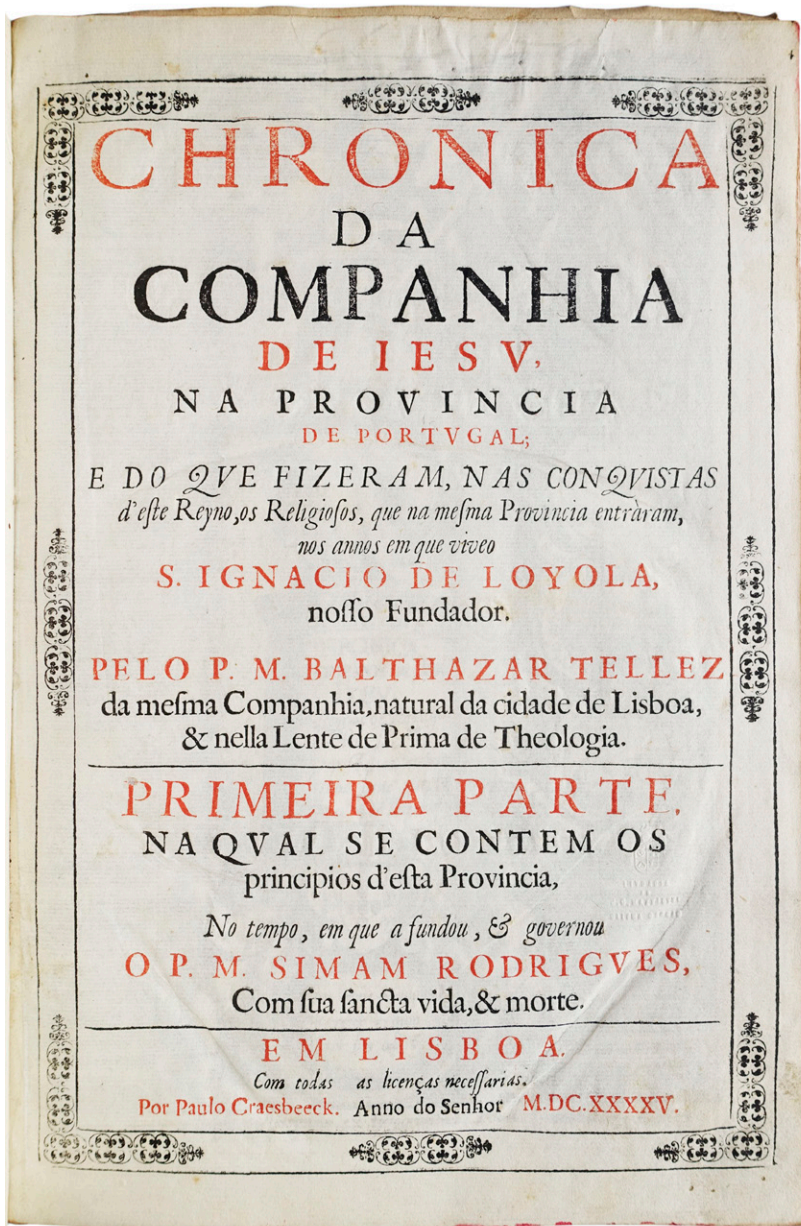 CHRONICA
DA
COMPANHIA
DE IESV,
NA PROVINCIA
DE PORTVGAL;
E DO QVE FIZERAM, NAS CONQVISTAS
d'eſte Reyno, os Religioſos, que na meſma Provincia entràram,
nos annos em que viveo
S. IGNACIO DE LOYOLA,
noſſo Fundador.
PELO P. M. BALTHAZAR TELLEZ
da meſma Companhia, natural da cidade de Lisboa,
& nella Lente de Prima de Theologia.
PRIMEIRA PARTE,
NA QVAL SE CONTEM OS
principios d'eſta Provincia,
No tempo, em que a fundou, & governou
O P. M. SIMAM RODRIGVES,
Com ſua ſancta vida, & morte.
EM LISBOA.
Com todas as licenças neceſſarias.
Por Paulo Craesbeeck. Anno do Senhor M.DC.XXXXV.